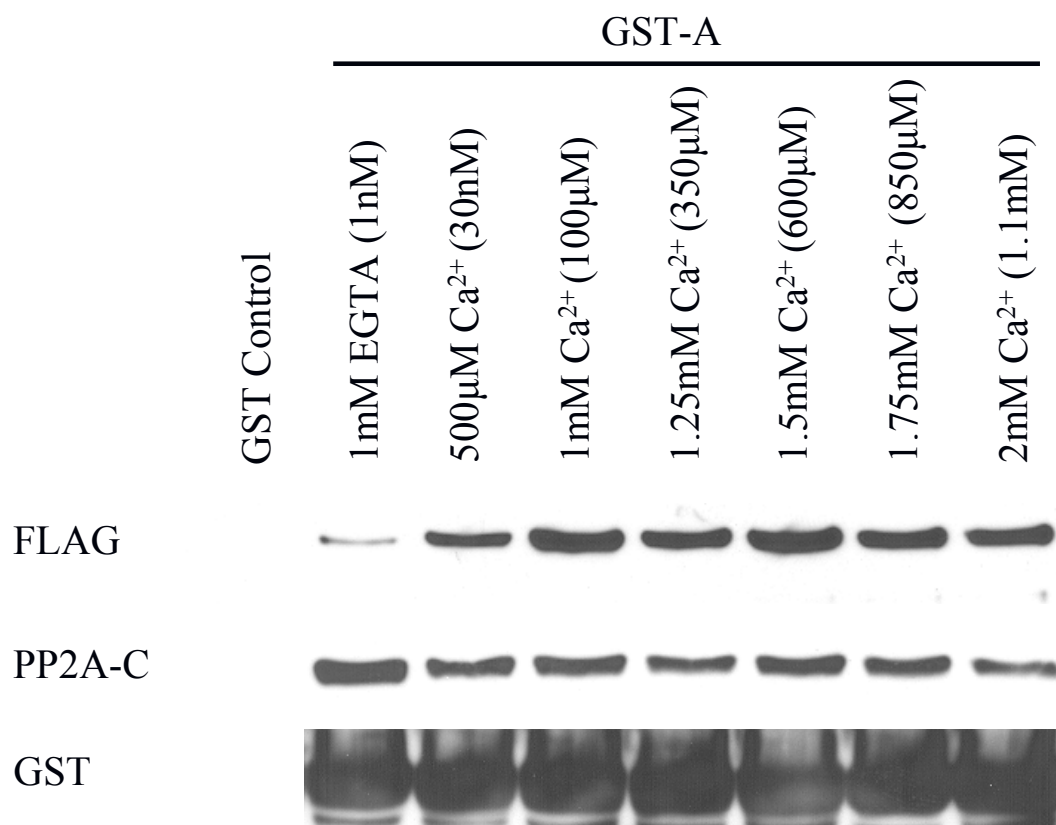 GST-A
GST Control
1mM EGTA (1nM)
500μM Ca²⁺ (30nM)
1mM Ca²⁺ (100μM)
1.25mM Ca²⁺ (350μM)
1.5mM Ca²⁺ (600μM)
1.75mM Ca²⁺ (850μM)
2mM Ca²⁺ (1.1mM)
FLAG
PP2A-C
GST